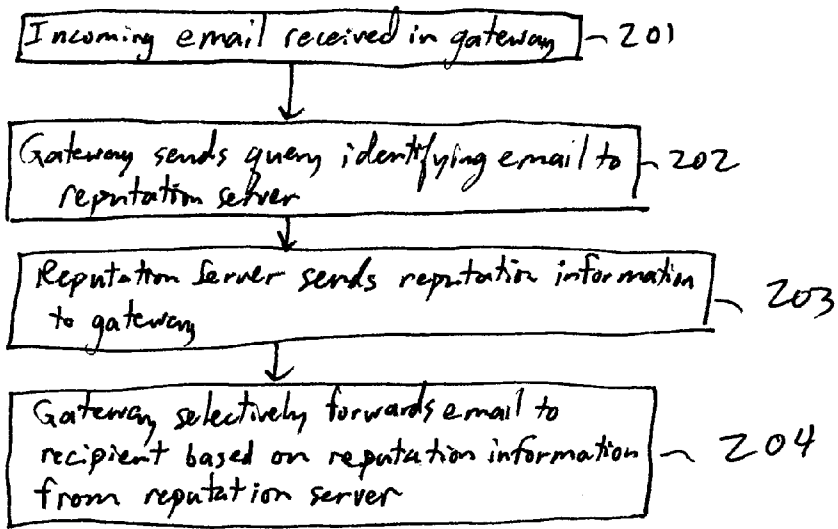 Incoming email received in gateway 201
Gateway sends query identifying email to 202
reputation server
Reputation Server sends reputation information 203
to gateway
Gateway selectively forwards email to
recipient based on reputation information 204
from reputation server